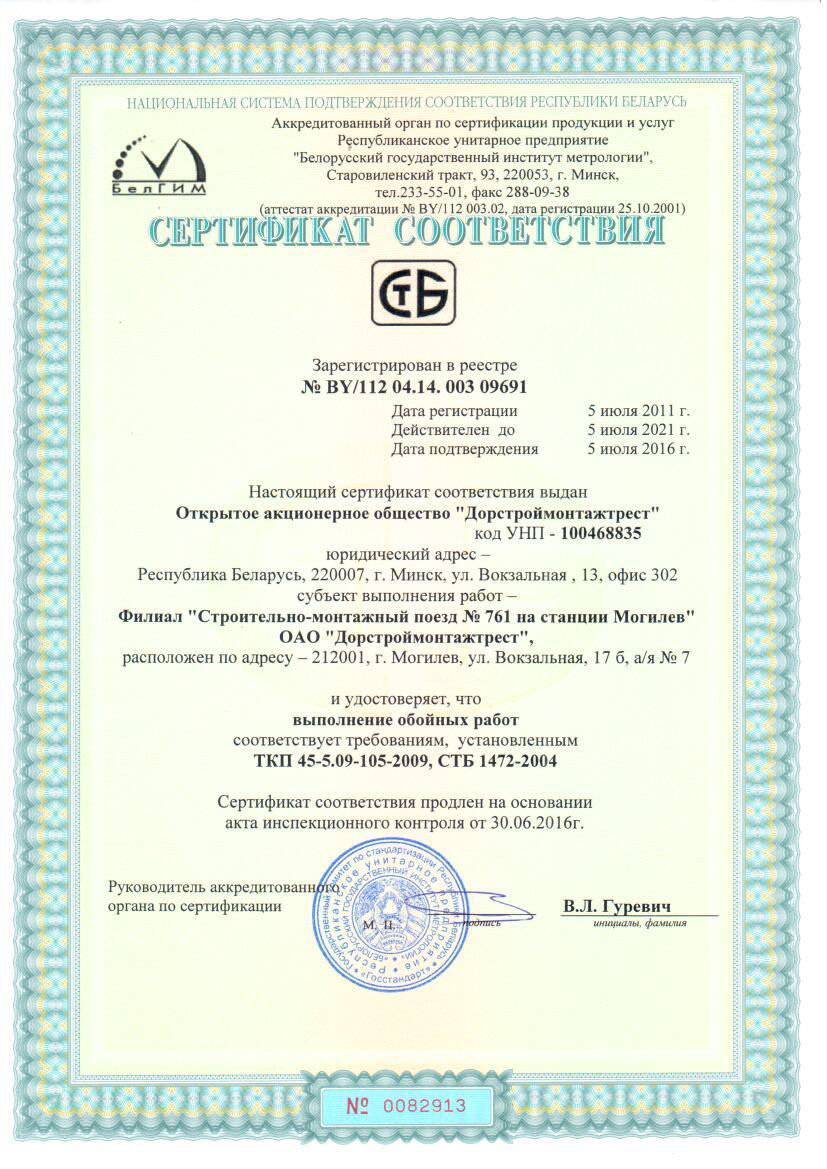 НАЦИОНАЛЬНАЯ СИСТЕМА ПОДТВЕРЖДЕНИЯ СООТВЕТСТВИЯ РЕСПУБЛИКИ БЕЛАРУСЬ
Аккредитованный орган по сертификации продукции и услуг
Республиканское унитарное предприятие
"Белорусский государственный институт метрологии",
Старовиленский тракт, 93, 220053, г. Минск,
тел.233-55-01, факс 288-09-38
(аттестат аккредитации № BY/112 003.02, дата регистрации 25.10.2001)
БелГИМ
СЕРТИФИКАТ СООТВЕТСТВИЯ
СТБ
Зарегистрирован в реестре
№ BY/112 04.14. 003 09691
Дата регистрации 5 июля 2011 г.
Действителен до 5 июля 2021 г.
Дата подтверждения 5 июля 2016 г.
Настоящий сертификат соответствия выдан
Открытое акционерное общество "Дорстроймонтажтрест"
код УНП - 100468835
юридический адрес –
Республика Беларусь, 220007, г. Минск, ул. Вокзальная , 13, офис 302
субъект выполнения работ –
Филиал "Строительно-монтажный поезд № 761 на станции Могилев"
ОАО "Дорстроймонтажтрест",
расположен по адресу – 212001, г. Могилев, ул. Вокзальная, 17 б, а/я № 7
и удостоверяет, что
выполнение обойных работ
соответствует требованиям, установленным
ТКП 45-5.09-105-2009, СТБ 1472-2004
Сертификат соответствия продлен на основании
акта инспекционного контроля от 30.06.2016г.
Руководитель аккредитованного
органа по сертификации
М. П.
подпись
В.Л. Гуревич
инициалы, фамилия
Государственный комитет по стандартизации Республики Беларусь
«Госстандарт»
Республиканское унитарное предприятие
«БЕЛОРУССКИЙ ГОСУДАРСТВЕННЫЙ ИНСТИТУТ МЕТРОЛОГИИ»
№ 0082913